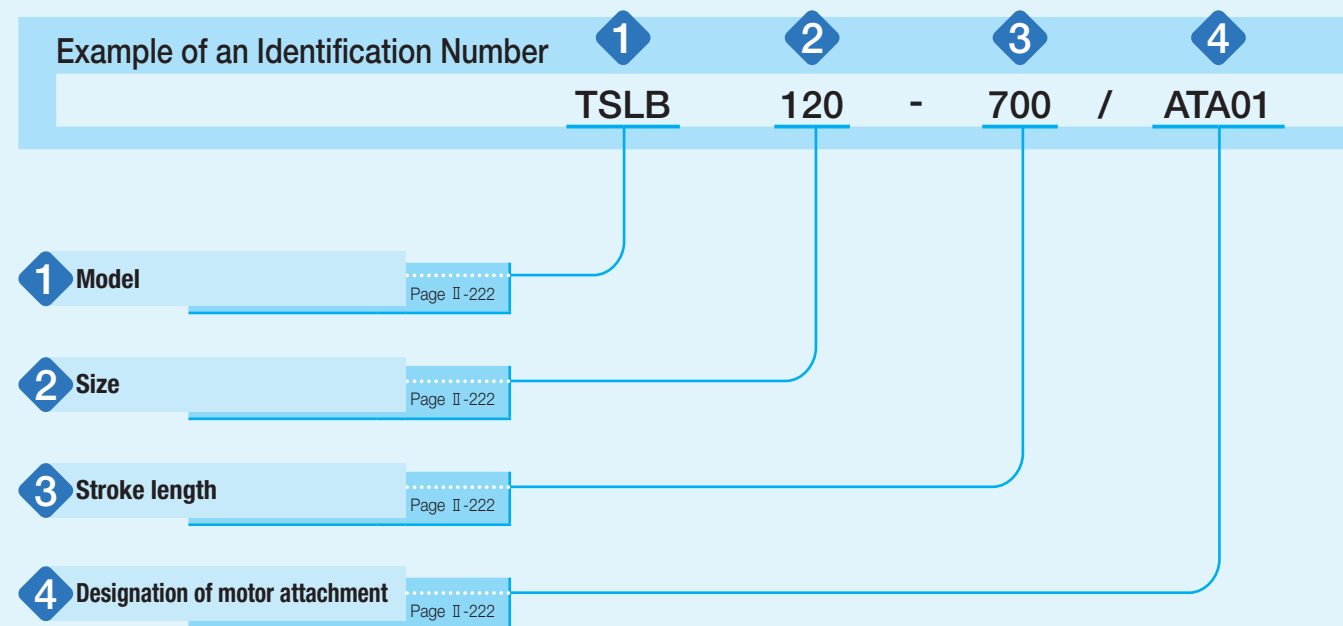 Example of an Identification Number
1 2 3 4
TSLB 120 - 700 / ATA01
1 Model
Page Ⅱ-222
2 Size
Page Ⅱ-222
3 Stroke length
Page Ⅱ-222
4 Designation of motor attachment
Page Ⅱ-222